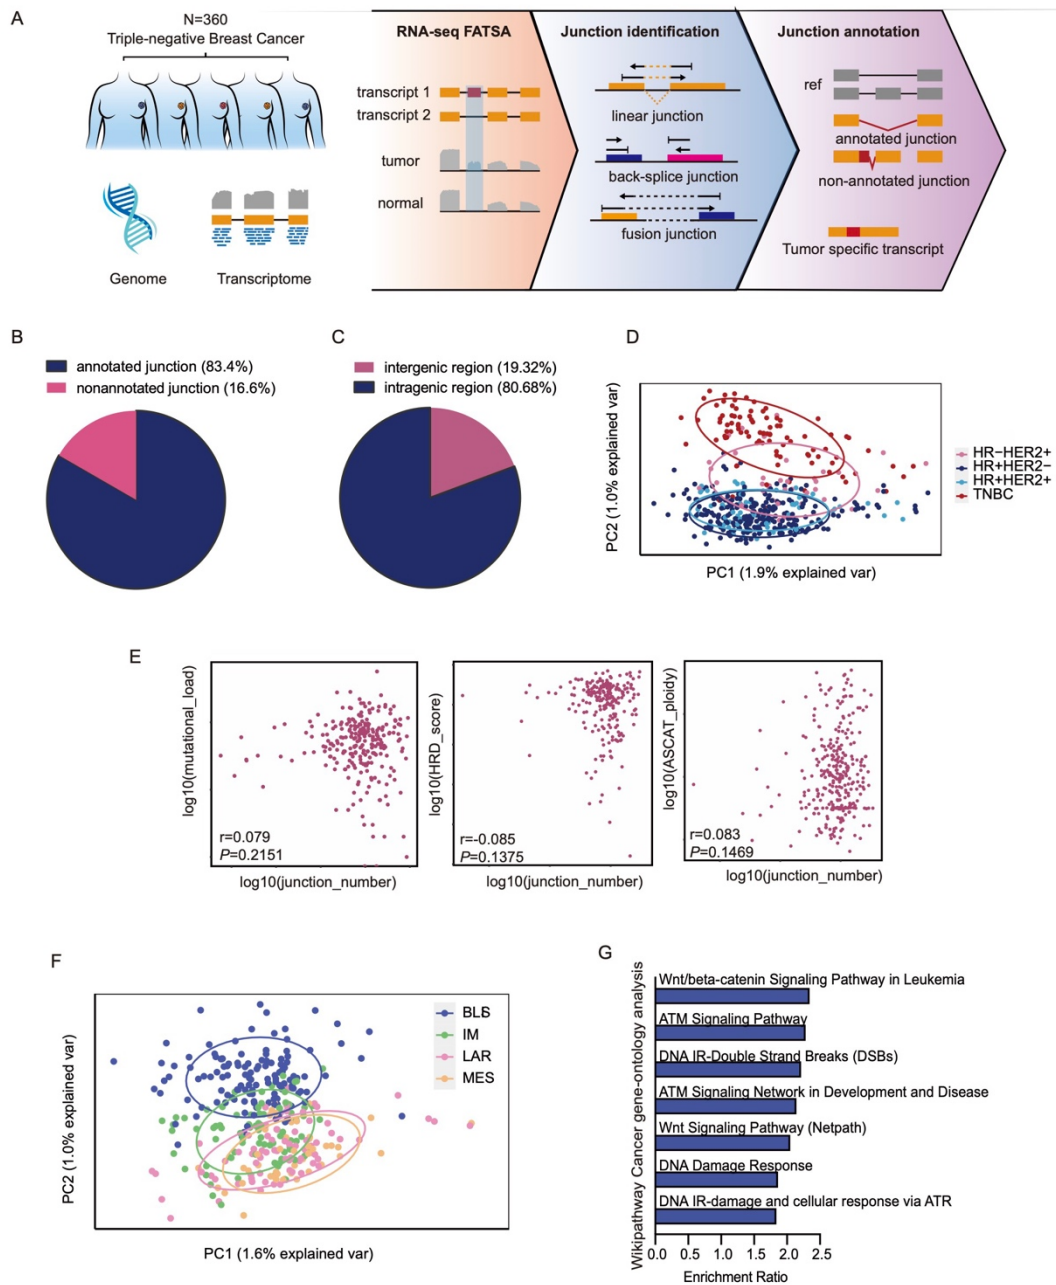 A
N=360
Triple-negative Breast Cancer
Genome
Transcriptome
RNA-seq FATSA
transcript 1
transcript 2
tumor
normal
Junction identification
linear junction
back-splice junction
fusion junction
Junction annotation
ref
annotated junction
non-annotated junction
Tumor specific transcript
B
annotated junction (83.4%)
nonannotated junction (16.6%)
C
intergenic region (19.32%)
intragenic region (80.68%)
D
PC2 (1.0% explained var)
PC1 (1.9% explained var)
HR−HER2+
HR+HER2−
HR+HER2+
TNBC
E
log10(mutational_load)
r=0.079
P=0.2151
log10(junction_number)
log10(HRD_score)
r=-0.085
P=0.1375
log10(junction_number)
log10(ASCAT_ploidy)
r=0.083
P=0.1469
log10(junction_number)
F
PC2 (1.0% explained var)
BLS
IM
LAR
MES
PC1 (1.6% explained var)
G
Wikipathway Cancer gene-ontology analysis
Wnt/beta-catenin Signaling Pathway in Leukemia
ATM Signaling Pathway
DNA IR-Double Strand Breaks (DSBs)
ATM Signaling Network in Development and Disease
Wnt Signaling Pathway (Netpath)
DNA Damage Response
DNA IR-damage and cellular response via ATR
0.0 0.5 1.0 1.5 2.0 2.5
Enrichment Ratio